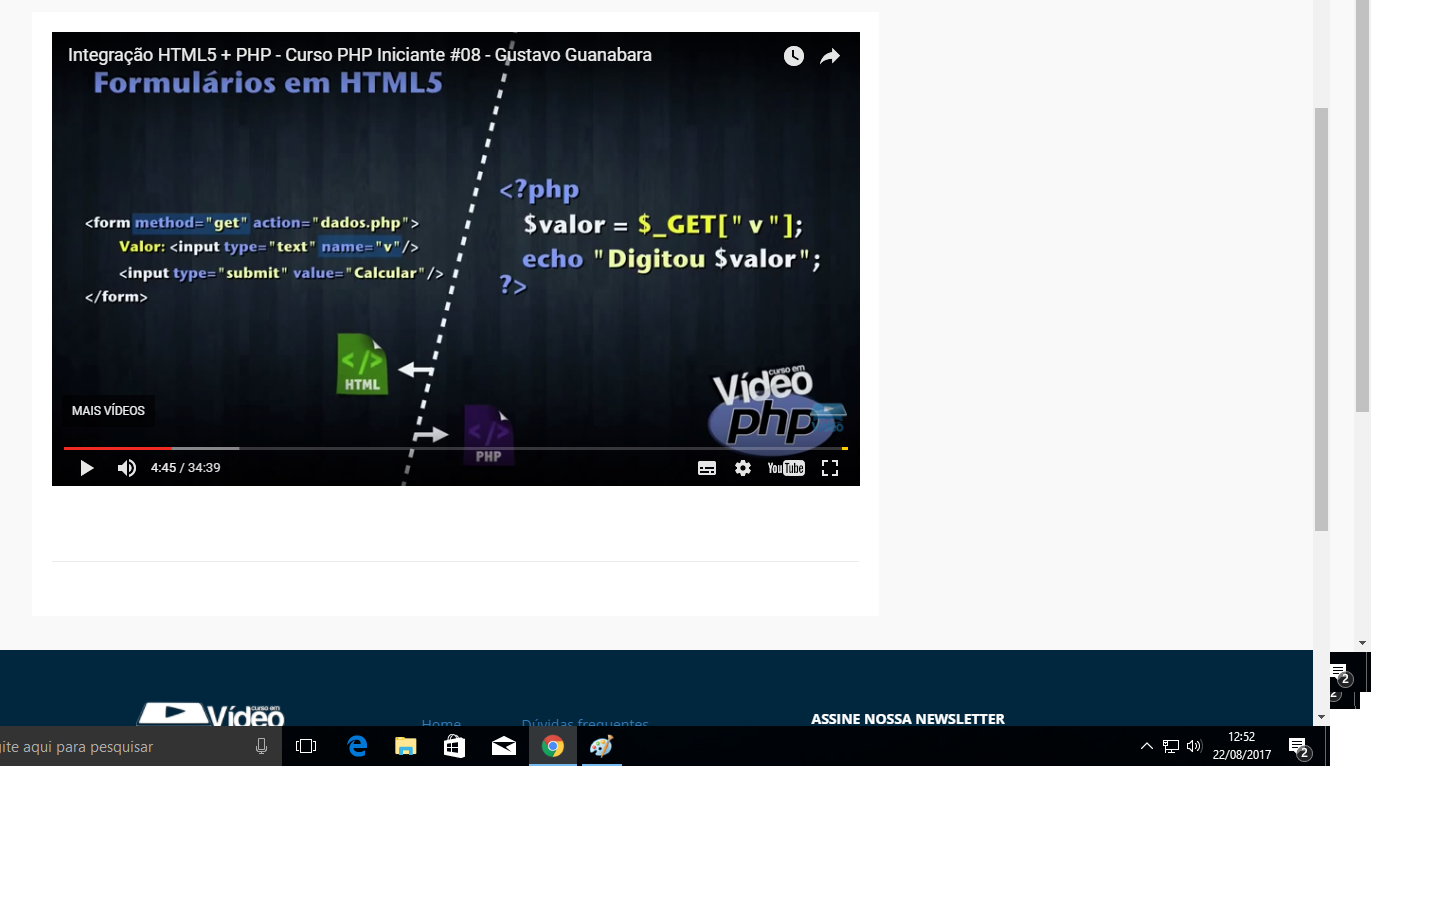 Integração HTML5 + PHP - Curso PHP Iniciante #08 - Gustavo Guanabara
Formulários em HTML5
<form method="get" action="dados.php">
Valor: <input type="text" name="v"/>
<input type="submit" value="Calcular"/>
</form>
<?php
$valor = $_GET["v"];
echo "Digitou $valor";
?>
HTML
PHP
curso em
Vídeo
php
MAIS VÍDEOS
4:45 / 34:39
YouTube
2
2
curso em
Vídeo
Home
Dúvidas frequentes
ASSINE NOSSA NEWSLETTER
ite aqui para pesquisar
12:52
22/08/2017
2